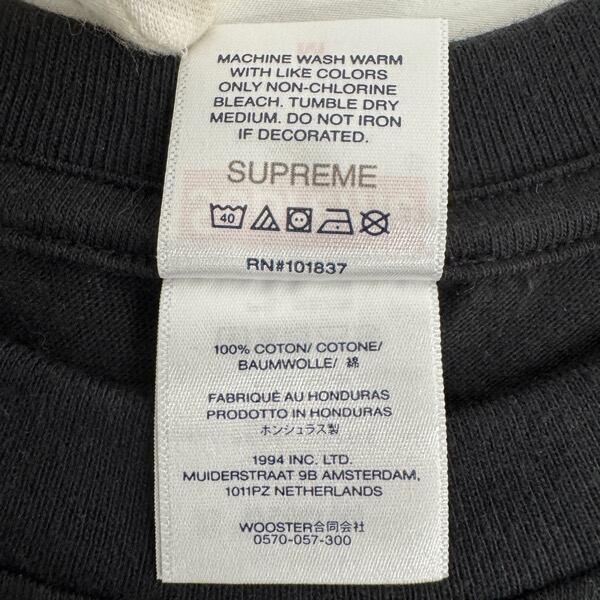 MACHINE WASH WARM
WITH LIKE COLORS
ONLY NON-CHLORINE
BLEACH. TUMBLE DRY
MEDIUM. DO NOT IRON
IF DECORATED.
SUPREME
40
RN#101837
100% COTON/ COTONE/
BAUMWOLLE/ 綿
FABRIQUÉ AU HONDURAS
PRODOTTO IN HONDURAS
ホンジュラス製
1994 INC. LTD.
MUIDERSTRAAT 9B AMSTERDAM,
1011PZ NETHERLANDS
WOOSTER合同会社
0570-057-300